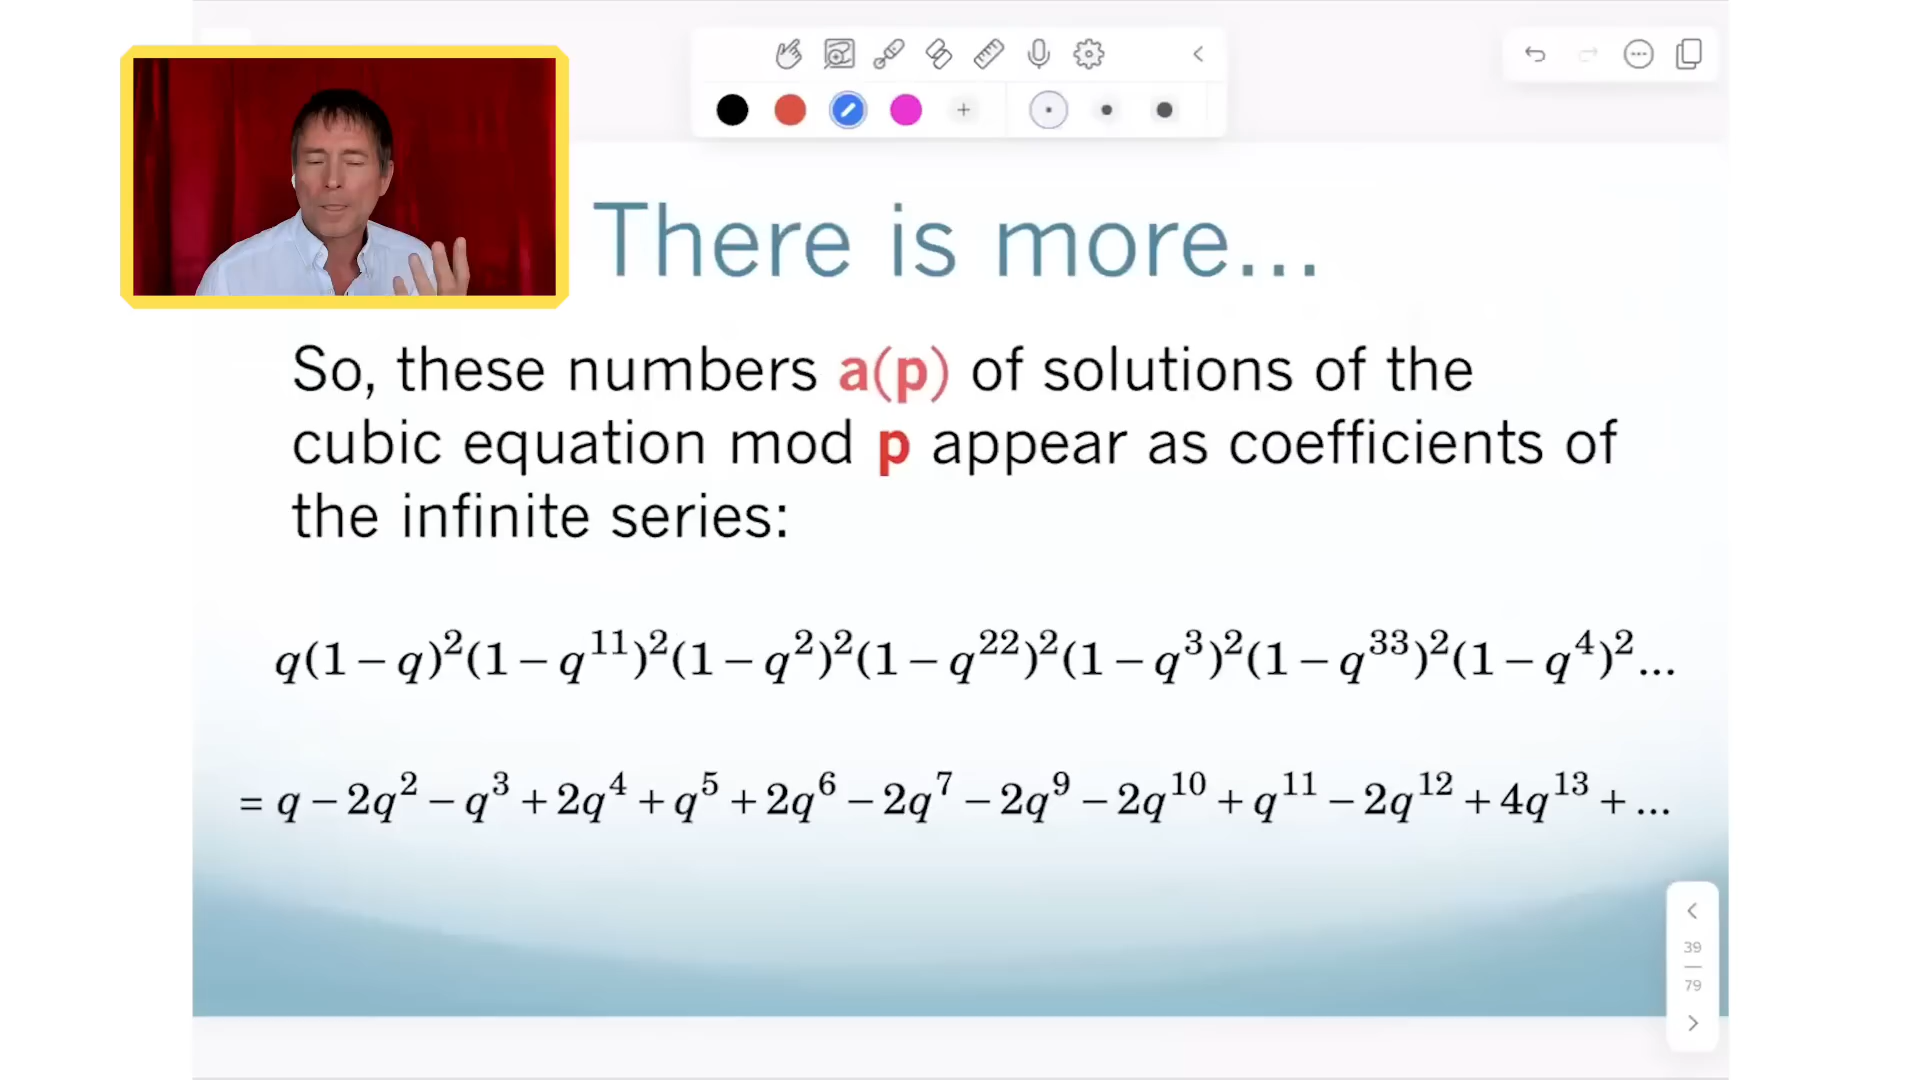 There is more...
So, these numbers a(p) of solutions of the
cubic equation mod p appear as coefficients of
the infinite series:
q(1 − q)²(1 − q¹¹)²(1 − q²)²(1 − q²²)²(1 − q³)²(1 − q³³)²(1 − q⁴)²...
= q − 2q² − q³ + 2q⁴ + q⁵ + 2q⁶ − 2q⁷ − 2q⁹ − 2q¹⁰ + q¹¹ − 2q¹² + 4q¹³ + ...
39
79